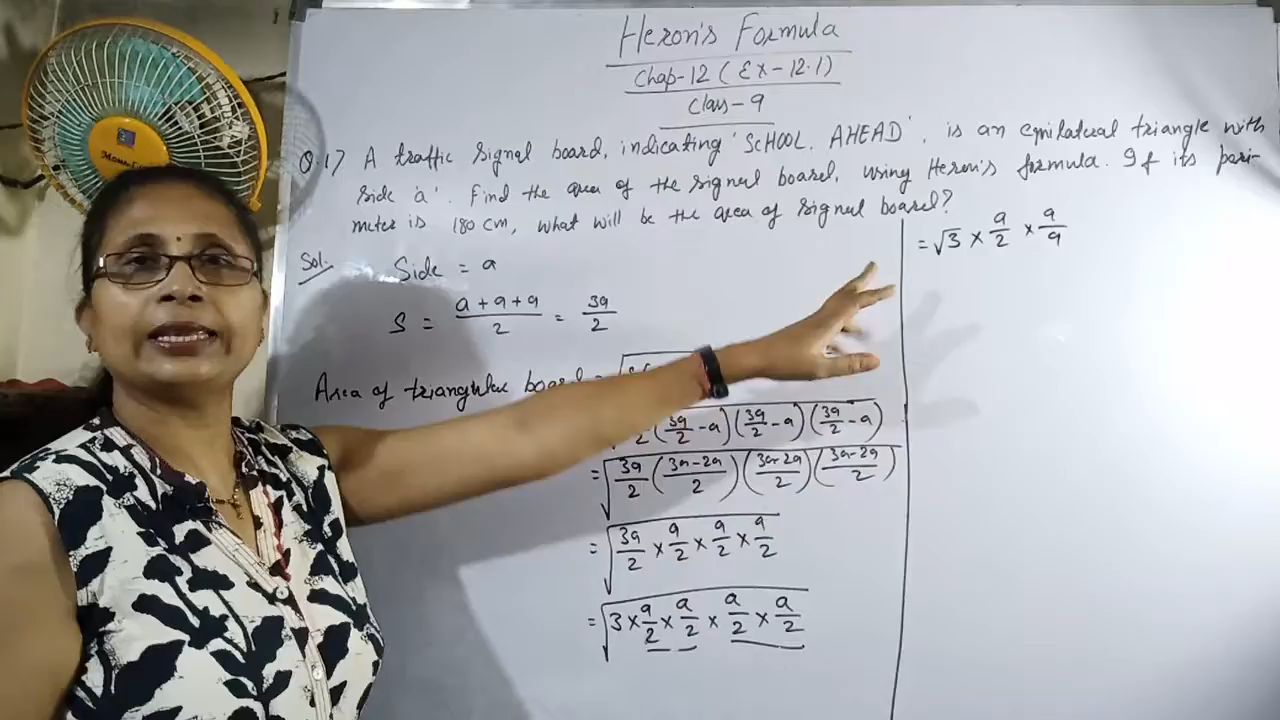 Heron's Formula
Chap-12 (Ex-12.1)
Class-9
Q.1) A traffic signal board, indicating 'SCHOOL AHEAD', is an equilateral triangle with
side 'a'. Find the area of the signal board, using Heron's formula. If its peri-
meter is 180 cm, what will be the area of signal board?
Sol. Side = a
S = (a+a+a)/2 = 3a/2
Area of triangular
2 (3a/2 - a) (3a/2 - a) (3a/2 - a)
= √(3a/2 ((3a-2a)/2) ((3a-2a)/2) ((3a-2a)/2))
= √(3a/2 × a/2 × a/2 × a/2)
= √(3 × a/2 × a/2 × a/2 × a/2)
= √3 × a/2 × a/9